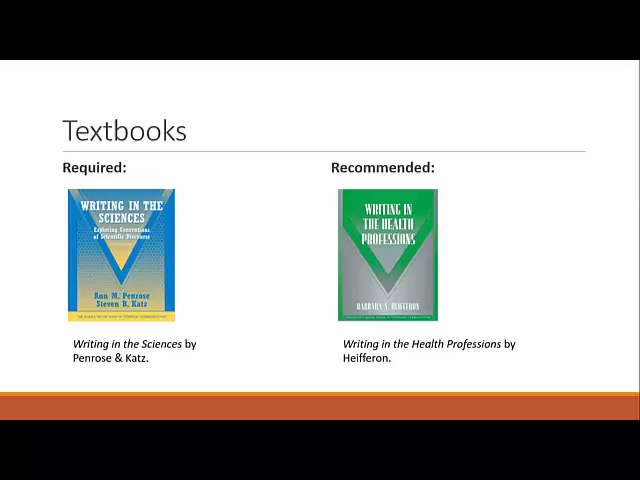 Textbooks
Required:
WRITING IN THE
SCIENCES
Exploring Conventions
of Scientific Discourse
Ann M. Penrose
Steven B. Katz
Writing in the Sciences by
Penrose & Katz.
Recommended:
WRITING IN
THE HEALTH
PROFESSIONS
BARBARA A. HEIFFERON
Writing in the Health Professions by
Heifferon.